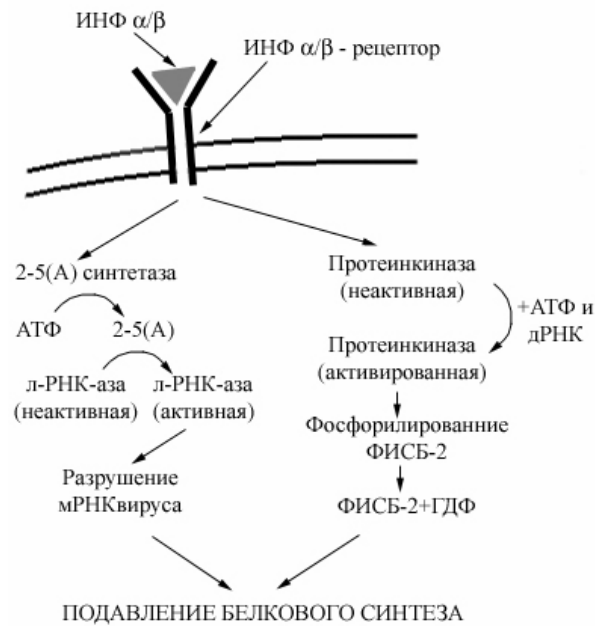 ИНФ α/β
ИНФ α/β - рецептор
2-5(А) синтетаза
АТФ
2-5(А)
л-РНК-аза
(неактивная)
л-РНК-аза
(активная)
Разрушение
мРНКвируса
Протеинкиназа
(неактивная)
+АТФ и
дРНК
Протеинкиназа
(активированная)
Фосфорилированние
ФИСБ-2
ФИСБ-2+ГДФ
ПОДАВЛЕНИЕ БЕЛКОВОГО СИНТЕЗА